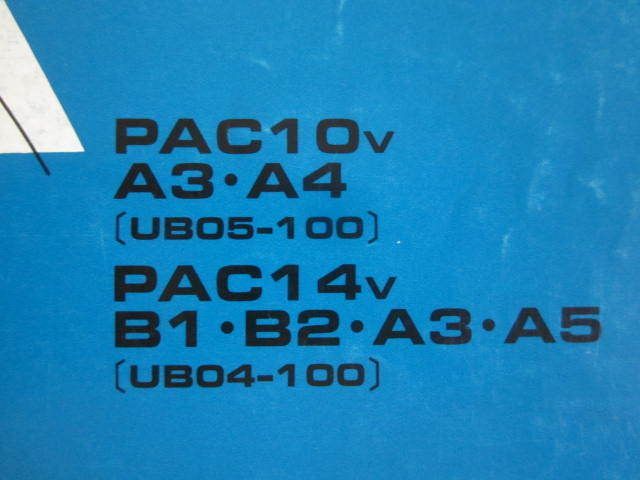 PAC10v
A3・A4
〔UB05-100〕
PAC14v
B1・B2・A3・A5
〔UB04-100〕